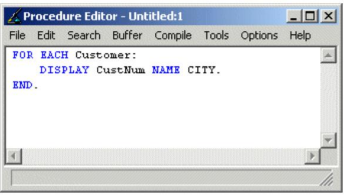 Procedure Editor - Untitled:1
File Edit Search Buffer Compile Tools Options Help
FOR EACH Customer:
    DISPLAY CustNum NAME CITY.
END.